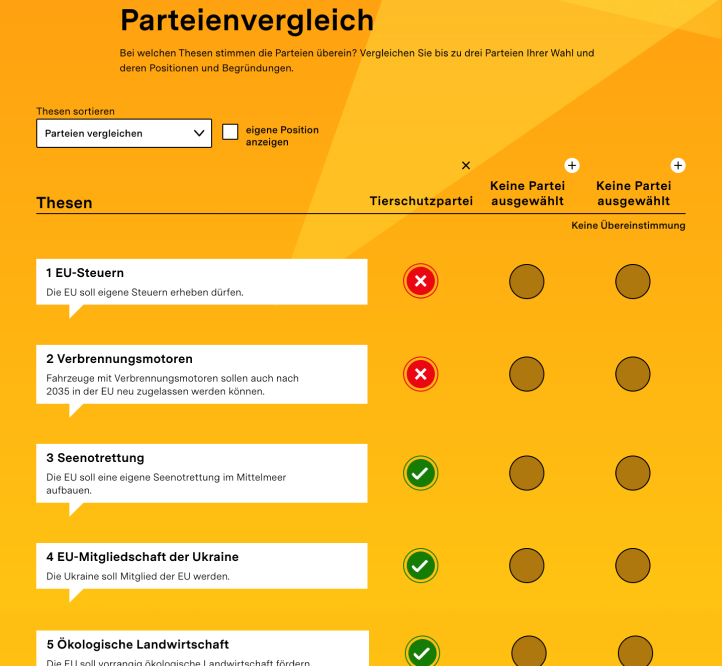 Parteienvergleich
Bei welchen Thesen stimmen die Parteien überein? Vergleichen Sie bis zu drei Parteien Ihrer Wahl und
deren Positionen und Begründungen.
Thesen sortieren
Parteien vergleichen
eigene Position
anzeigen
Thesen
Tierschutzpartei
Keine Partei
ausgewählt
Keine Partei
ausgewählt
Keine Übereinstimmung
1 EU-Steuern
Die EU soll eigene Steuern erheben dürfen.
2 Verbrennungsmotoren
Fahrzeuge mit Verbrennungsmotoren sollen auch nach
2035 in der EU neu zugelassen werden können.
3 Seenotrettung
Die EU soll eine eigene Seenotrettung im Mittelmeer
aufbauen.
4 EU-Mitgliedschaft der Ukraine
Die Ukraine soll Mitglied der EU werden.
5 Ökologische Landwirtschaft
Die EU soll vorrangig ökologische Landwirtschaft fördern.